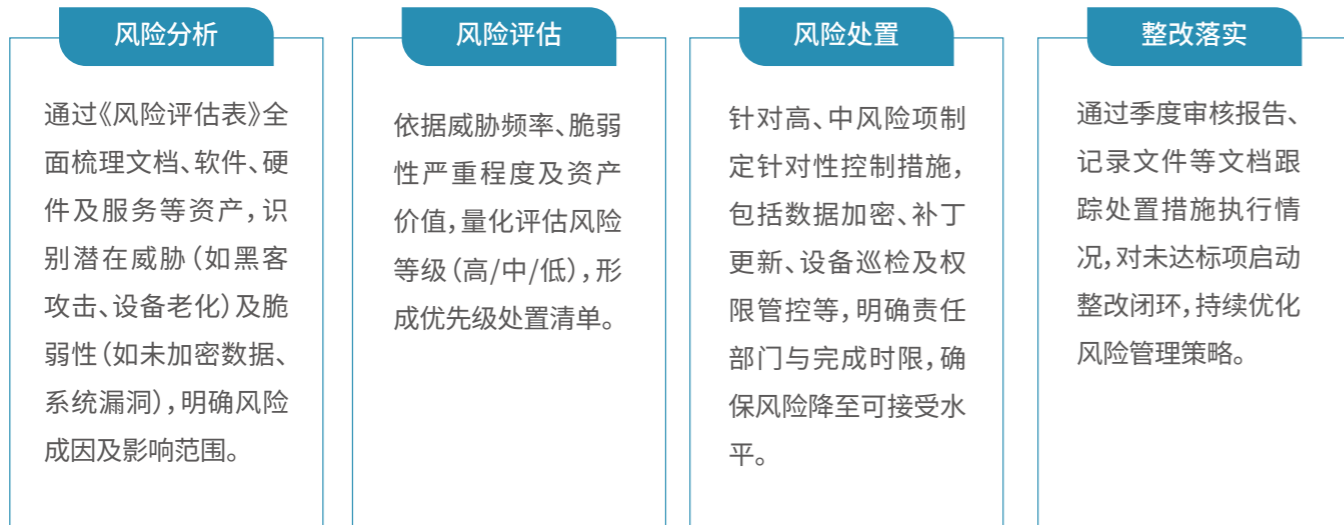 风险分析
通过《风险评估表》全
面梳理文档、软件、硬
件及服务等资产，识
别潜在威胁（如黑客
攻击、设备老化）及脆
弱性（如未加密数据、
系统漏洞），明确风险
成因及影响范围。
风险评估
依据威胁频率、脆弱
性严重程度及资产
价值，量化评估风险
等级（高/中/低），形
成优先级处置清单。
风险处置
针对高、中风险项制
定针对性控制措施，
包括数据加密、补丁
更新、设备巡检及权
限管控等，明确责任
部门与完成时限，确
保风险降至可接受水
平。
整改落实
通过季度审核报告、
记录文件等文档跟
踪处置措施执行情
况，对未达标项启动
整改闭环，持续优化
风险管理策略。